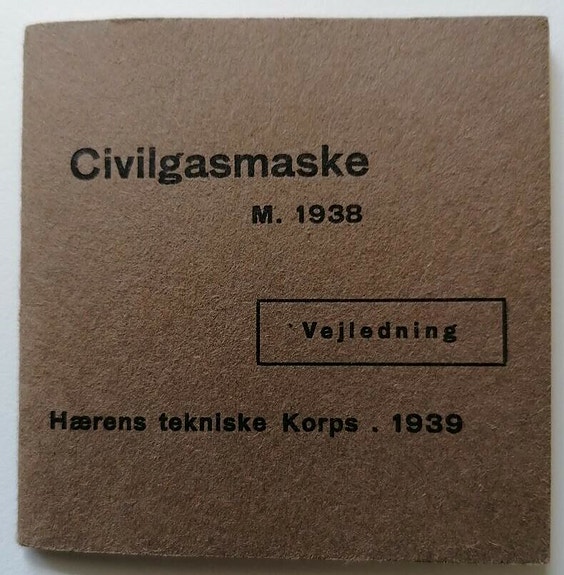 Civilgasmaske
M. 1938
Vejledning
Hærens tekniske Korps . 1939